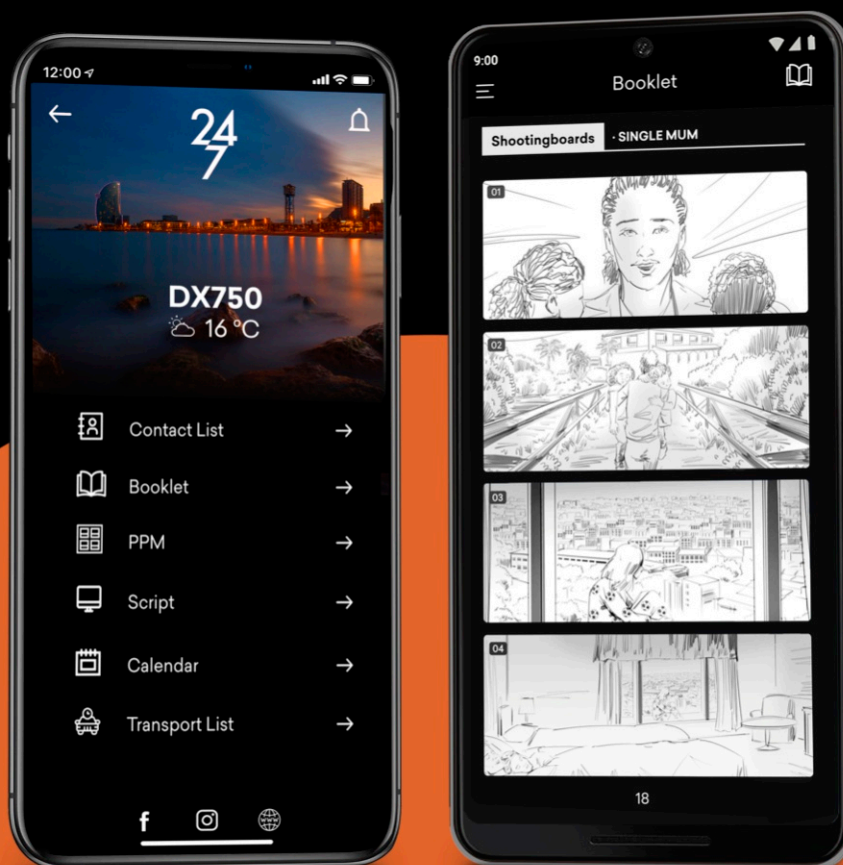 12:00
24
7
DX750
16 °C
Contact List
Booklet
PPM
Script
Calendar
Transport List
f
9:00
Booklet
Shootingboards · SINGLE MUM
01
02
03
04
18